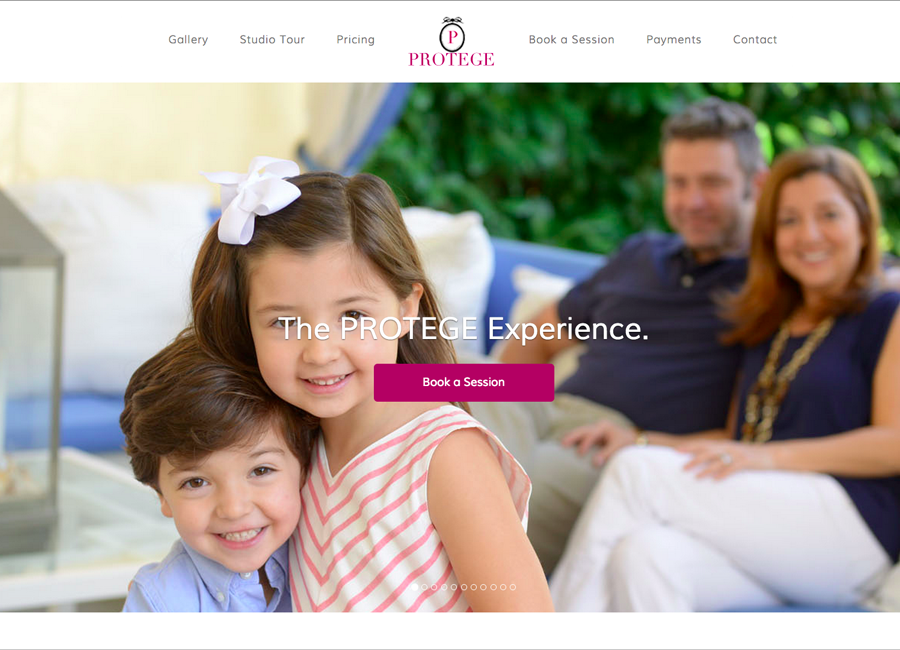 Gallery
Studio Tour
Pricing
P
PROTEGE
Book a Session
Payments
Contact
The PROTEGE Experience.
Book a Session